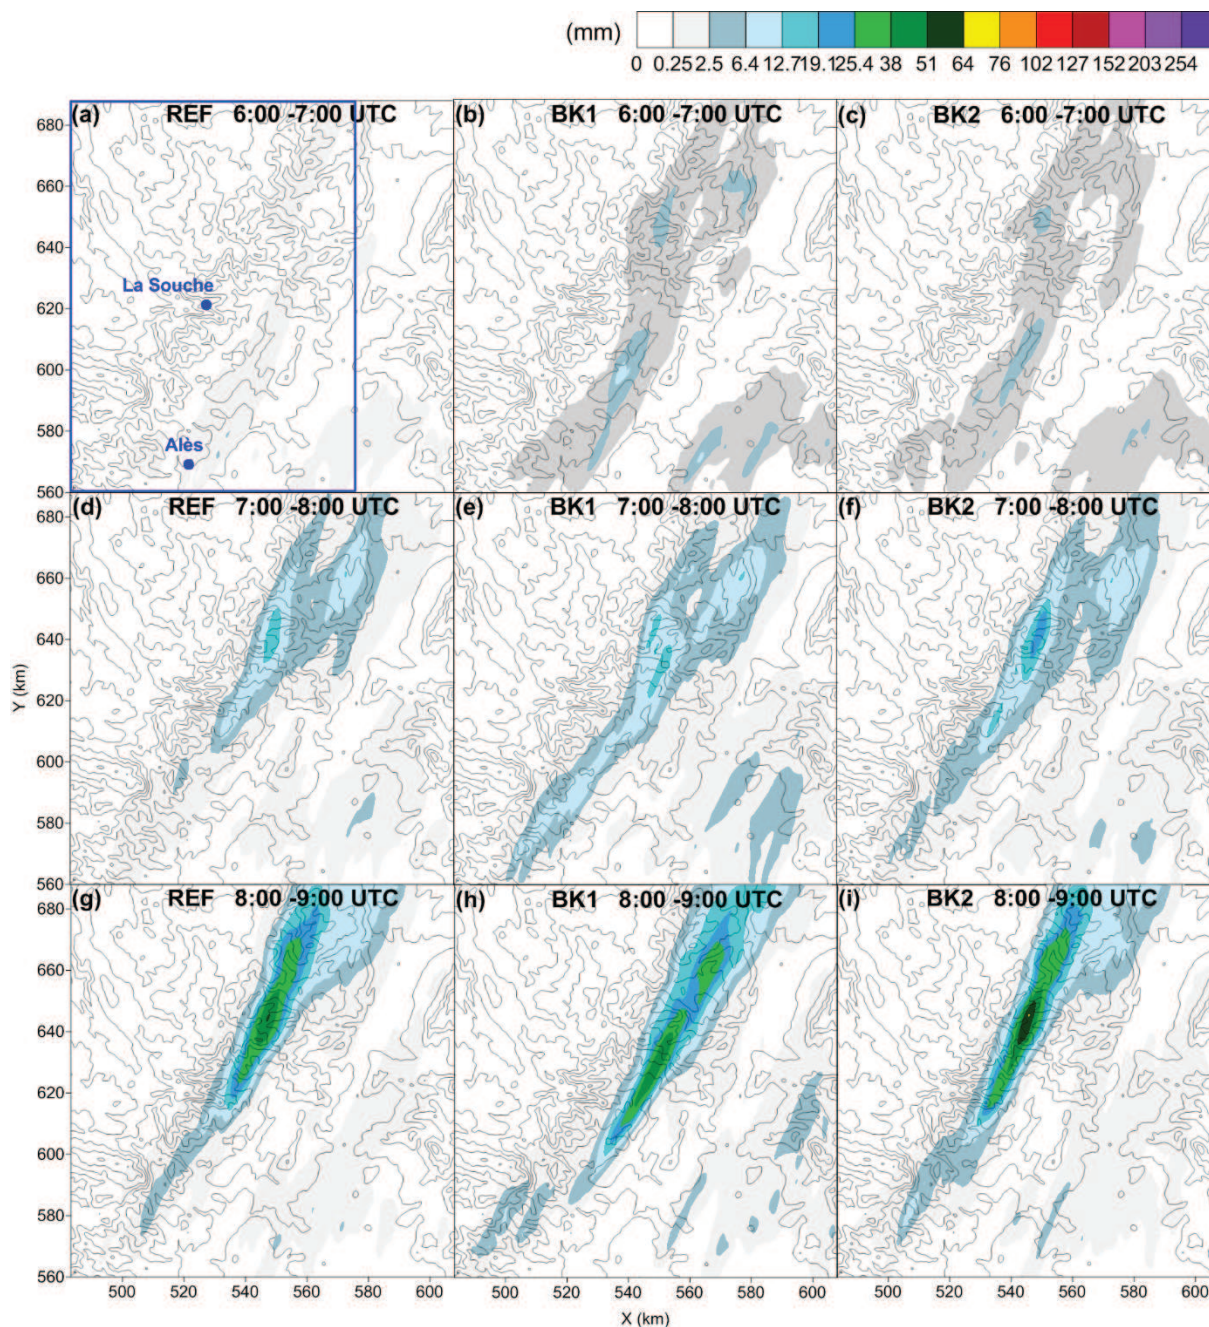 (mm)
0 0.25 2.5 6.4 12.7 19.1 25.4 38 51 64 76 102 127 152 203 254
(a) REF 6:00 -7:00 UTC (b) BK1 6:00 -7:00 UTC (c) BK2 6:00 -7:00 UTC
680
660
640
La Souche
620
600
580
Alès
560
(d) REF 7:00 -8:00 UTC (e) BK1 7:00 -8:00 UTC (f) BK2 7:00 -8:00 UTC
680
660
640
Y (km)
620
600
580
560
(g) REF 8:00 -9:00 UTC (h) BK1 8:00 -9:00 UTC (i) BK2 8:00 -9:00 UTC
680
660
640
620
600
580
560
500 520 540 560 580 600 500 520 540 560 580 600 500 520 540 560 580 600
X (km)